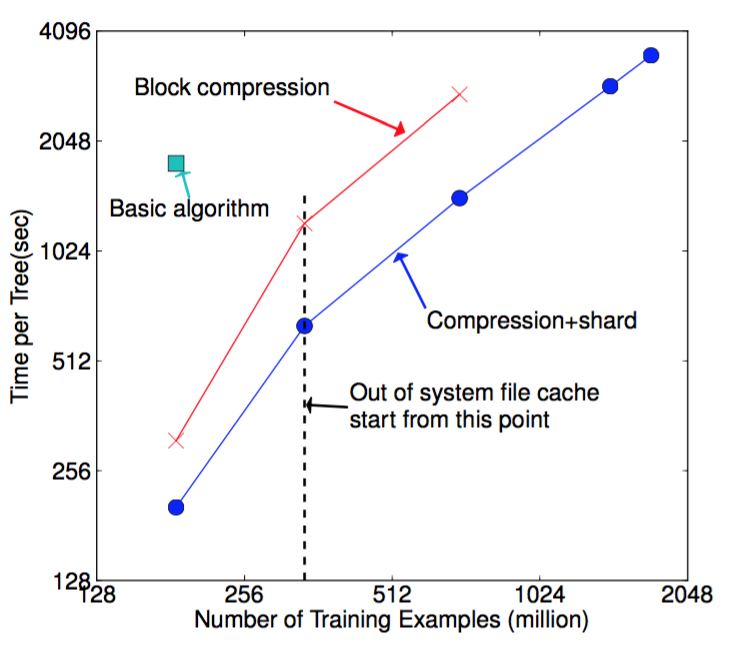 4096
Block compression
2048
Basic algorithm
1024
Compression+shard
512
Out of system file cache
start from this point
256
128
128 256 512 1024 2048
Number of Training Examples (million)
Time per Tree(sec)